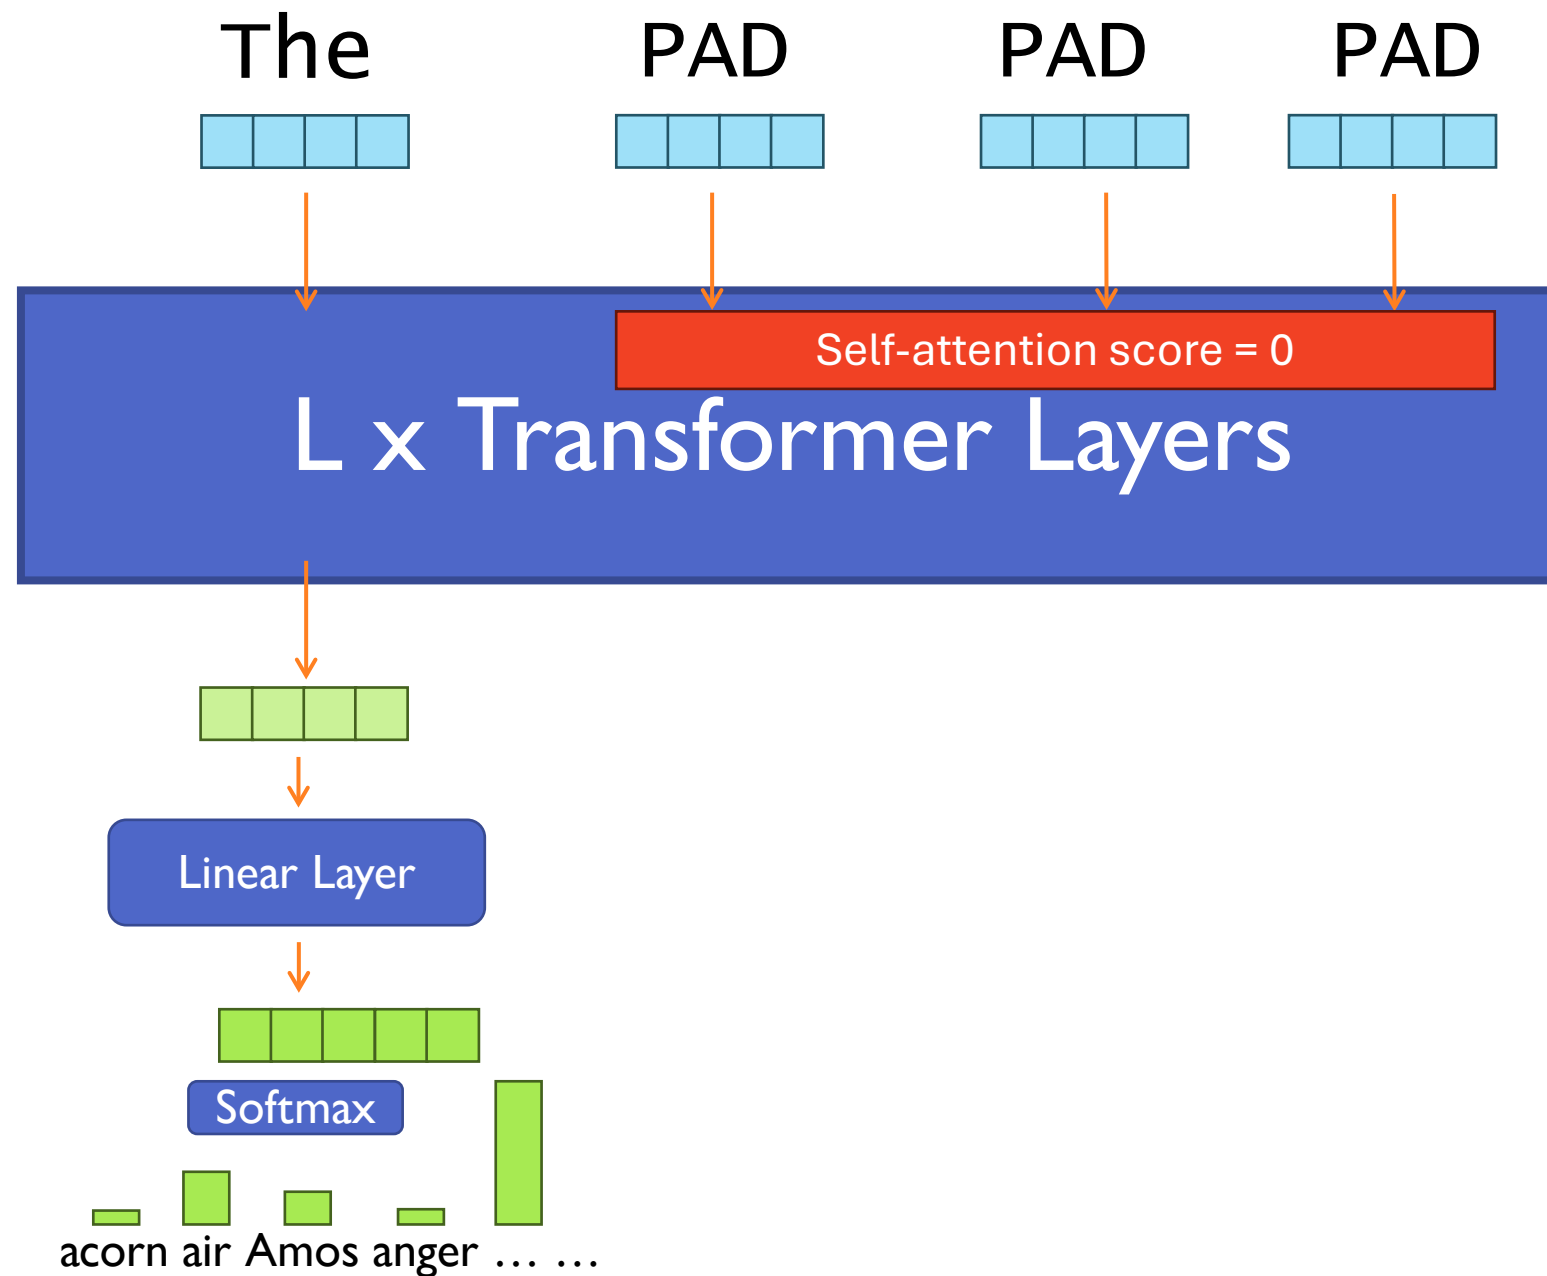 The PAD PAD PAD
Self-attention score = 0
L x Transformer Layers
Linear Layer
Softmax
acorn air Amos anger … …